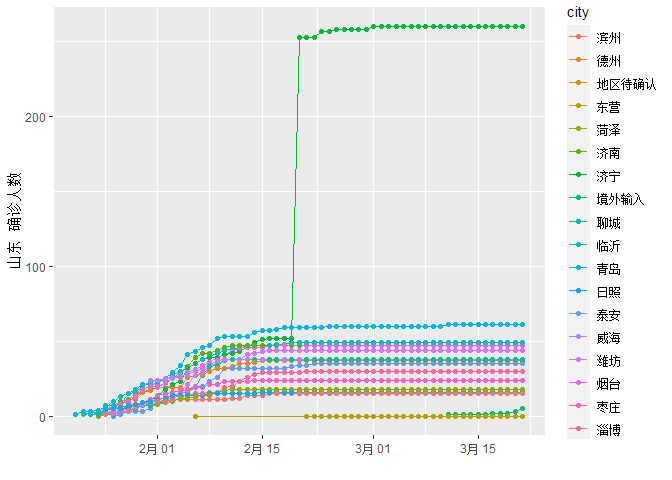 city
滨州
德州
地区待确认
东营
菏泽
济南
济宁
境外输入
聊城
临沂
青岛
日照
泰安
威海
潍坊
烟台
枣庄
淄博
山东 确诊人数
200
100
0
2月 01
2月 15
3月 01
3月 15